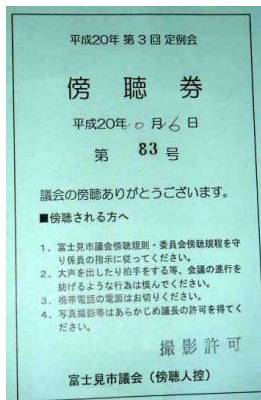 平成20年 第3回 定例会
傍聴券
平成20年10月6日
第 83 号
議会の傍聴ありがとうございます。
■傍聴される方へ
1．富士見市議会傍聴規則・委員会傍聴規程を守
り係員の指示に従ってください。
2．大声を出したり拍手をする等、会議の進行を
妨げるような行為は慎んでください。
3．携帯電話の電源はお切りください。
4．写真撮影等はあらかじめ議長の許可を得てく
ださい。
撮影許可
富士見市議会（傍聴人控）